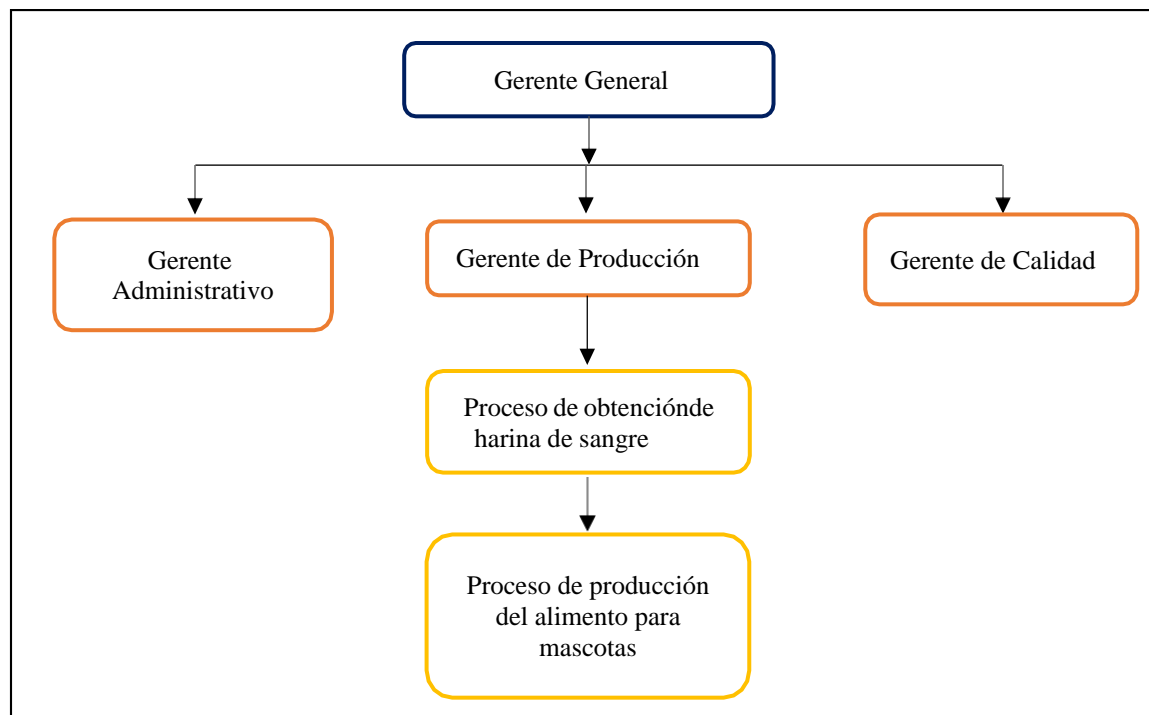 Gerente General
Gerente
Administrativo
Gerente de Producción
Gerente de Calidad
Proceso de obtenciónde
harina de sangre
Proceso de producción
del alimento para
mascotas